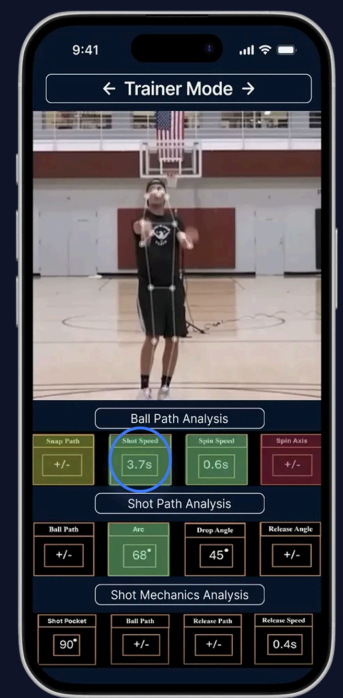 9:41
← Trainer Mode →
Ball Path Analysis
Snap Path Shot Speed Spin Speed Spin Axis
+/- 3.7s 0.6s +/-
Shot Path Analysis
Ball Path Arc Drop Angle Release Angle
+/- 68° 45° +/-
Shot Mechanics Analysis
Shot Pocket Ball Path Release Path Release Speed
90° +/- +/- 0.4s